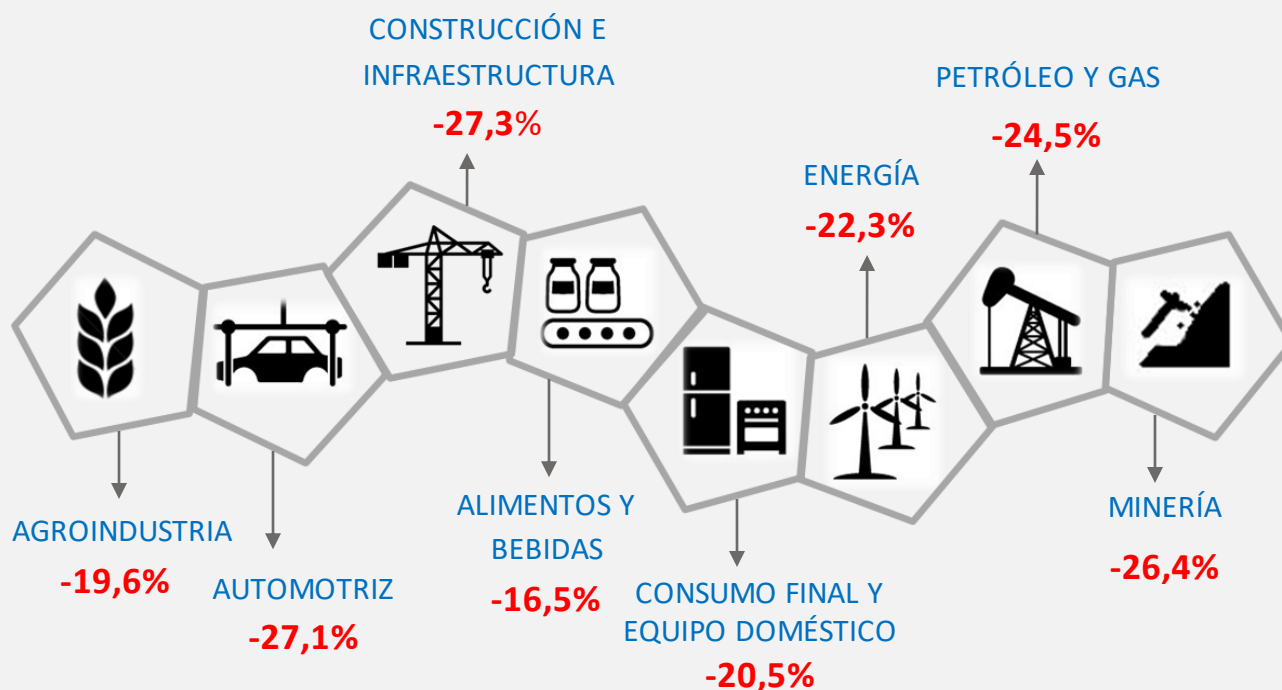 CONSTRUCCIÓN E
INFRAESTRUCTURA
-27,3%
PETRÓLEO Y GAS
-24,5%
ENERGÍA
-22,3%
AGROINDUSTRIA
-19,6%
AUTOMOTRIZ
-27,1%
ALIMENTOS Y
BEBIDAS
-16,5%
CONSUMO FINAL Y
EQUIPO DOMÉSTICO
-20,5%
MINERÍA
-26,4%